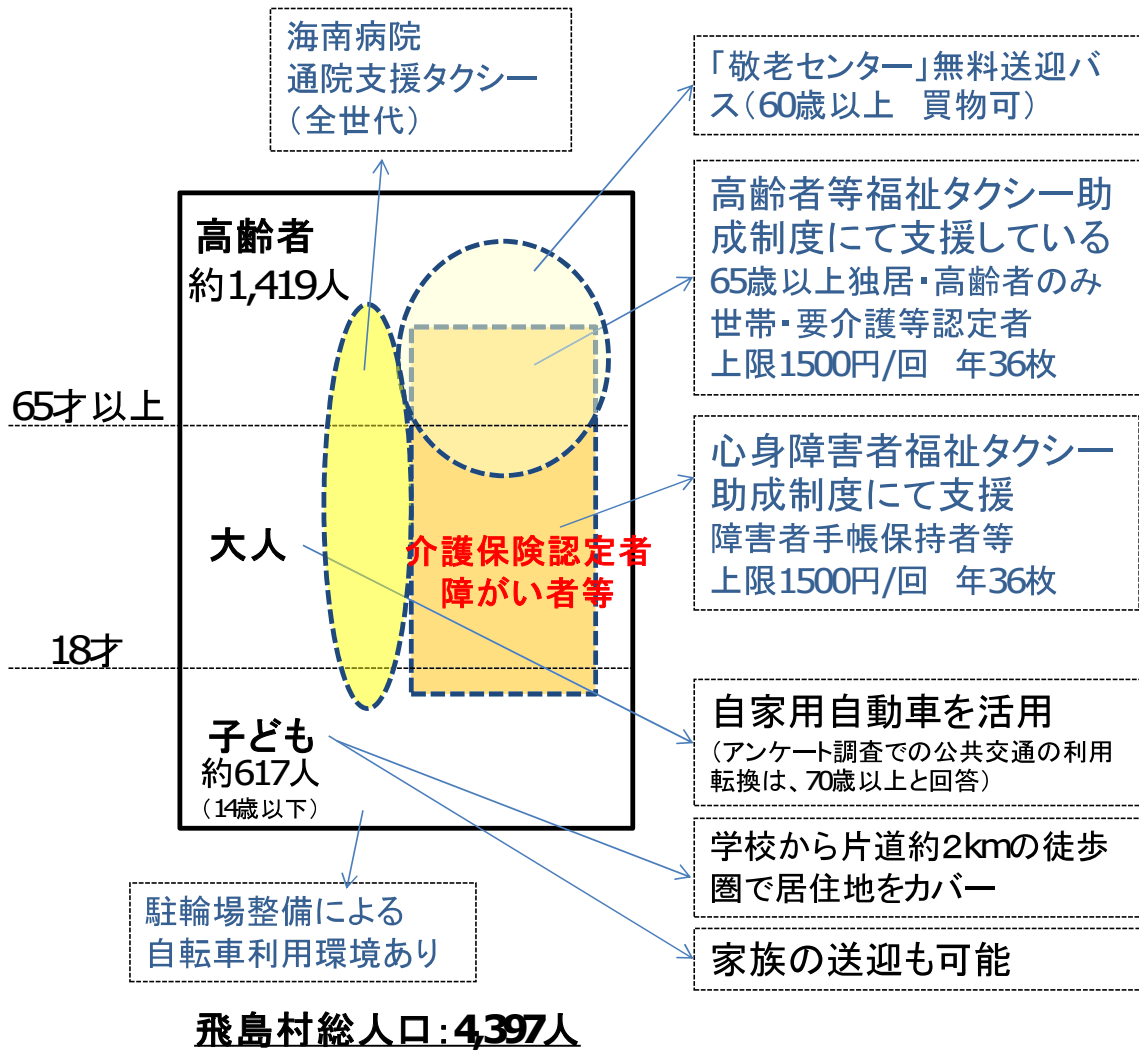 海南病院
通院支援タクシー
（全世代）
「敬老センター」無料送迎バ
ス（60歳以上　買物可）
高齢者等福祉タクシー助
成制度にて支援している
65歳以上独居・高齢者のみ
世帯・要介護等認定者
上限1500円/回　年36枚
高齢者
約1,419人
65才以上
心身障害者福祉タクシー
助成制度にて支援
障害者手帳保持者等
上限1500円/回　年36枚
大人
介護保険認定者
障がい者等
18才
自家用自動車を活用
（アンケート調査での公共交通の利用
転換は、70歳以上と回答）
子ども
約617人
（14歳以下）
学校から片道約2kmの徒歩
圏で居住地をカバー
家族の送迎も可能
駐輪場整備による
自転車利用環境あり
飛島村総人口：4,397人